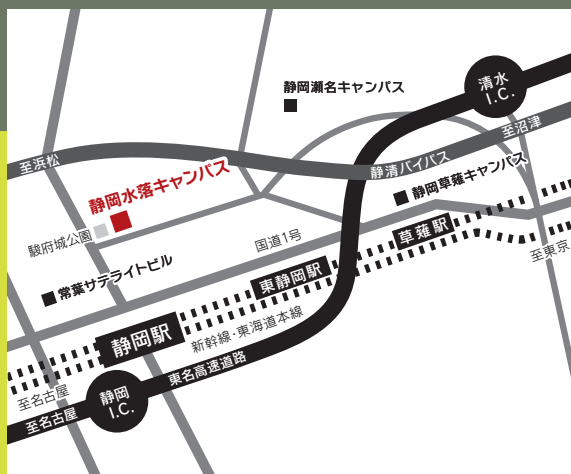 静岡瀬名キャンパス
清水
I.C.
至沼津
至浜松
静清バイパス
静岡草薙キャンパス
静岡水落キャンパス
駿府城公園
国道1号
草薙駅
至東京
常葉サテライトビル
東静岡駅
静岡駅
新幹線・東海道本線
東名高速道路
至名古屋
静岡
I.C.
至名古屋